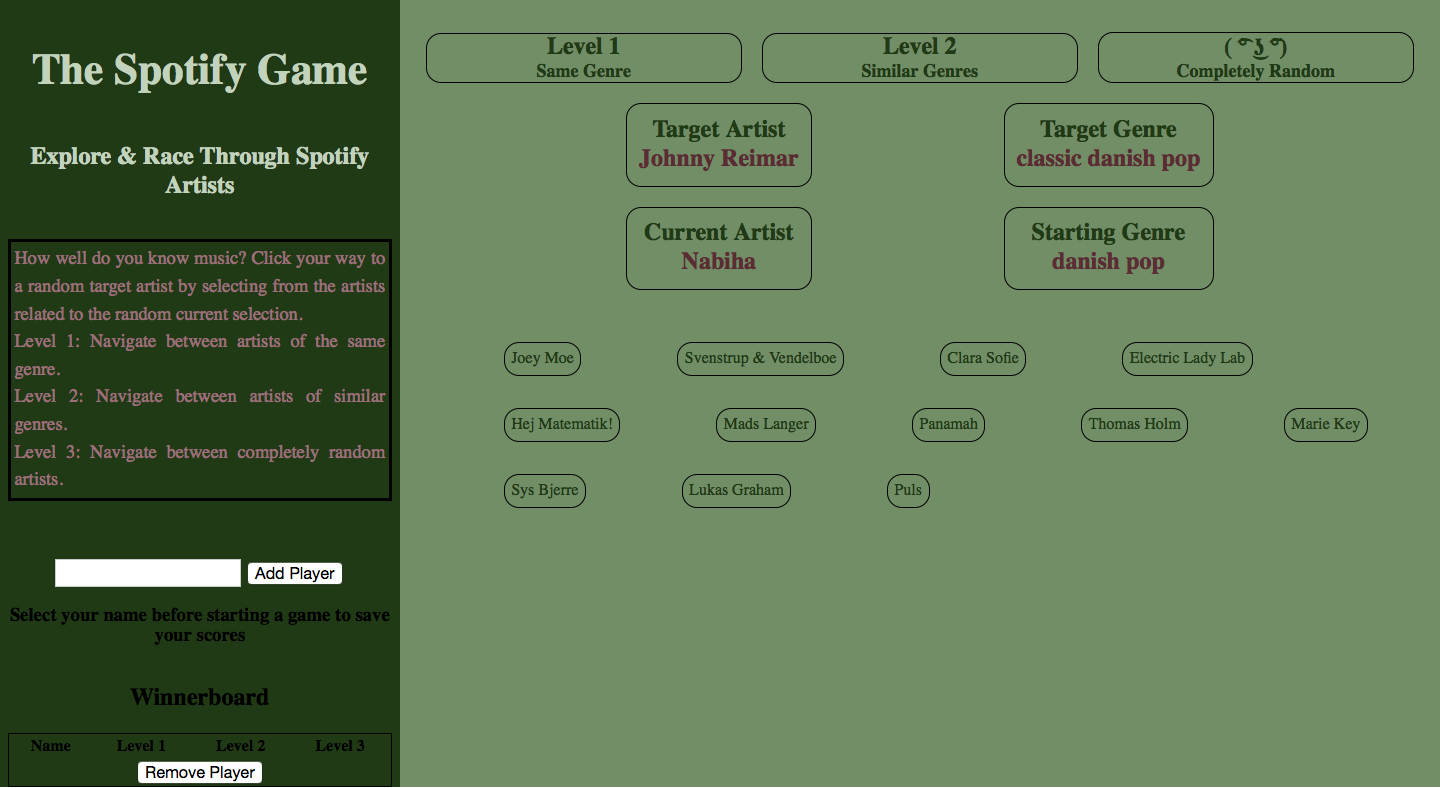 The Spotify Game
Explore & Race Through Spotify
Artists
How well do you know music? Click your way to
a random target artist by selecting from the artists
related to the random current selection.
Level 1: Navigate between artists of the same
genre.
Level 2: Navigate between artists of similar
genres.
Level 3: Navigate between completely random
artists.
Add Player
Select your name before starting a game to save
your scores
Winnerboard
Name Level 1 Level 2 Level 3
Remove Player
Level 1
Same Genre
Level 2
Similar Genres
( ͡° ͜ʖ ͡°)
Completely Random
Target Artist
Johnny Reimar
Target Genre
classic danish pop
Current Artist
Nabiha
Starting Genre
danish pop
Joey Moe Svenstrup & Vendelboe Clara Sofie Electric Lady Lab
Hej Matematik! Mads Langer Panamah Thomas Holm Marie Key
Sys Bjerre Lukas Graham Puls